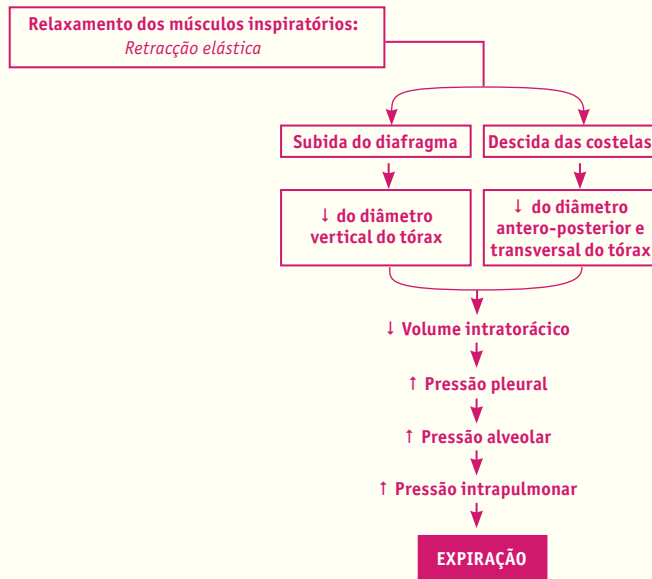 Relaxamento dos músculos inspiratórios:
Retracção elástica
Subida do diafragma
Descida das costelas
↓ do diâmetro
vertical do tórax
↓ do diâmetro
antero-posterior e
transversal do tórax
↓ Volume intratorácico
↑ Pressão pleural
↑ Pressão alveolar
↑ Pressão intrapulmonar
EXPIRAÇÃO